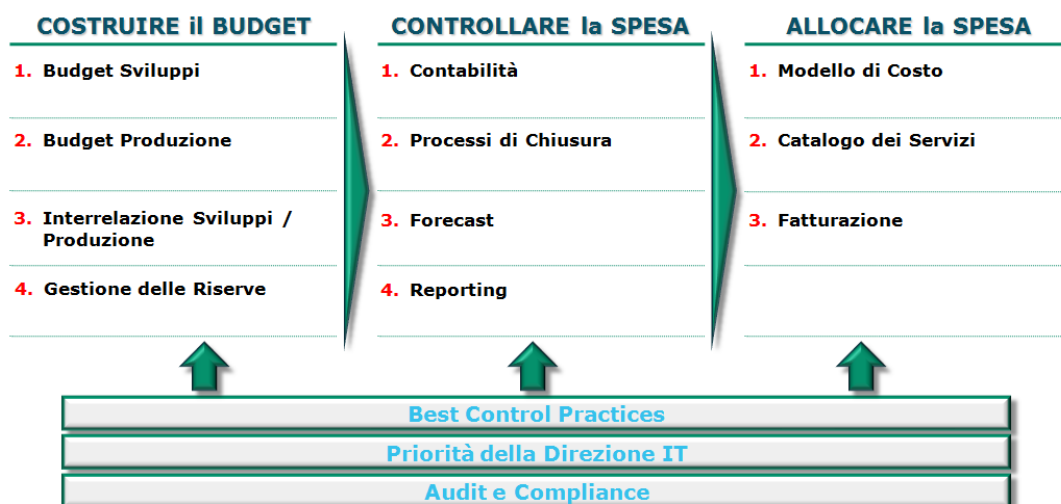 COSTRUIRE il BUDGET
1. Budget Sviluppi
2. Budget Produzione
3. Interrelazione Sviluppi /
Produzione
4. Gestione delle Riserve
CONTROLLARE la SPESA
1. Contabilità
2. Processi di Chiusura
3. Forecast
4. Reporting
ALLOCARE la SPESA
1. Modello di Costo
2. Catalogo dei Servizi
3. Fatturazione
Best Control Practices
Priorità della Direzione IT
Audit e Compliance